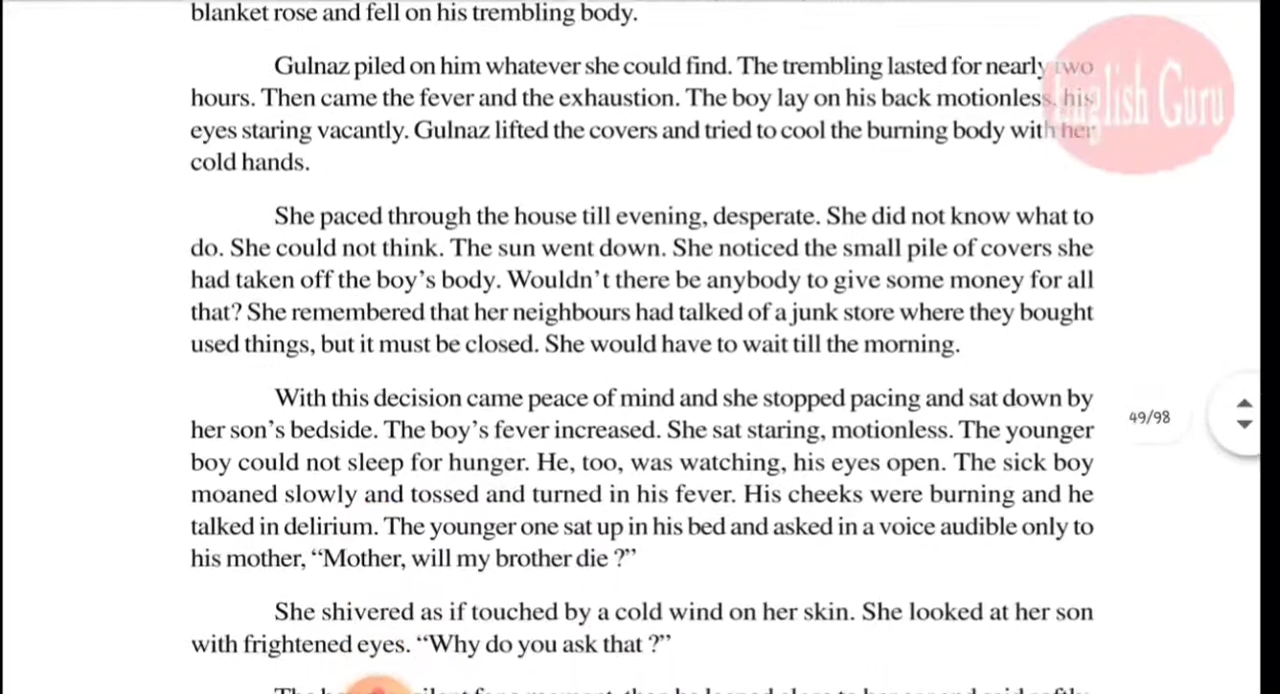 blanket rose and fell on his trembling body.
Gulnaz piled on him whatever she could find. The trembling lasted for nearly two
hours. Then came the fever and the exhaustion. The boy lay on his back motionless, his
eyes staring vacantly. Gulnaz lifted the covers and tried to cool the burning body with her
cold hands.
English Guru
She paced through the house till evening, desperate. She did not know what to
do. She could not think. The sun went down. She noticed the small pile of covers she
had taken off the boy’s body. Wouldn’t there be anybody to give some money for all
that? She remembered that her neighbours had talked of a junk store where they bought
used things, but it must be closed. She would have to wait till the morning.
With this decision came peace of mind and she stopped pacing and sat down by
her son’s bedside. The boy’s fever increased. She sat staring, motionless. The younger
boy could not sleep for hunger. He, too, was watching, his eyes open. The sick boy
moaned slowly and tossed and turned in his fever. His cheeks were burning and he
talked in delirium. The younger one sat up in his bed and asked in a voice audible only to
his mother, “Mother, will my brother die ?”
49/98
She shivered as if touched by a cold wind on her skin. She looked at her son
with frightened eyes. “Why do you ask that ?”